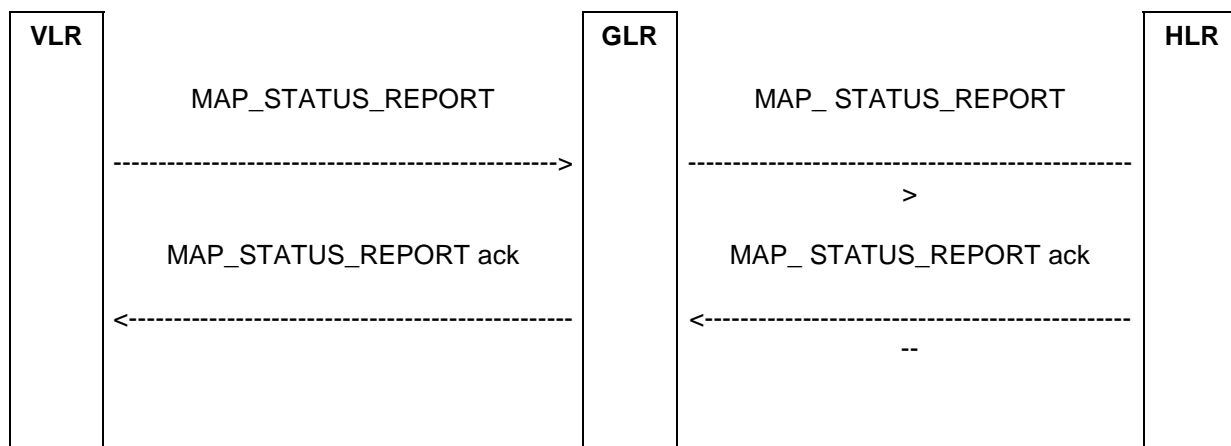 VLR GLR HLR
MAP_STATUS_REPORT MAP_ STATUS_REPORT
--------------------------------------------------> --------------------------------------------------
>
MAP_STATUS_REPORT ack MAP_ STATUS_REPORT ack
<-------------------------------------------------- <------------------------------------------------
--